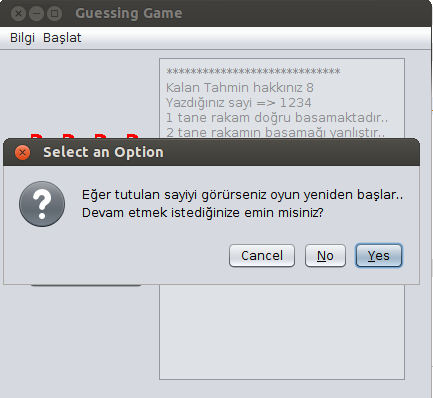 Guessing Game
Bilgi Başlat
*****************************
Kalan Tahmin hakkınız 8
Yazdığınız sayi => 1234
1 tane rakam doğru basamaktadır..
2 tane rakamın basamağı yanlıştır..
Select an Option
Eğer tutulan sayiyi görürseniz oyun yeniden başlar..
Devam etmek istediğinize emin misiniz?
Cancel No Yes